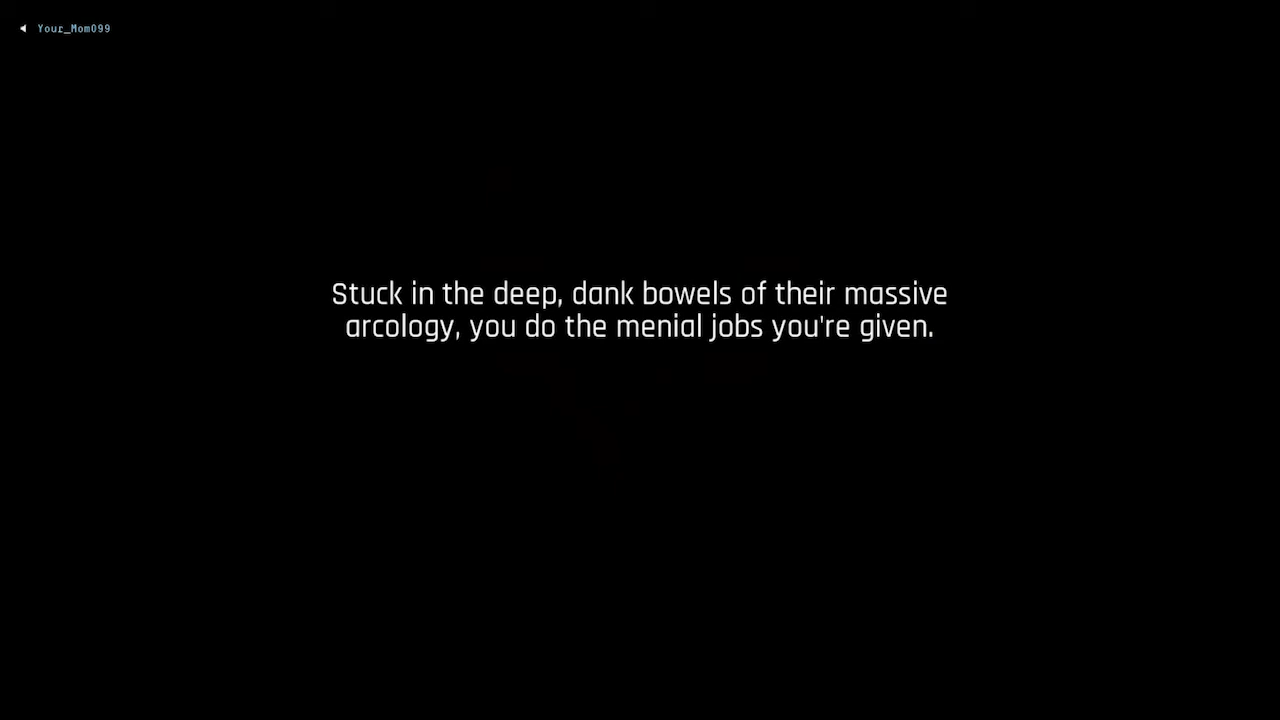 Your_Mom099
Stuck in the deep, dank bowels of their massive
arcology, you do the menial jobs you're given.